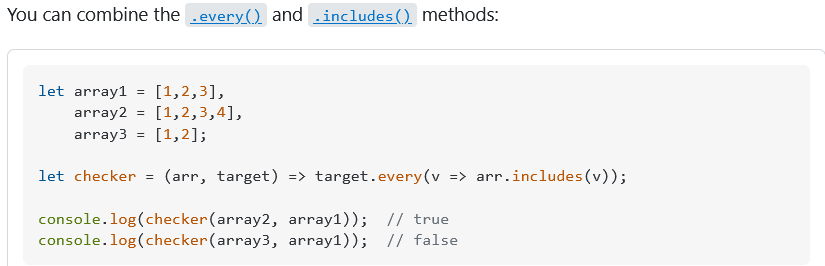 You can combine the .every() and .includes() methods:
let array1 = [1,2,3],
    array2 = [1,2,3,4],
    array3 = [1,2];
let checker = (arr, target) => target.every(v => arr.includes(v));
console.log(checker(array2, array1));  // true
console.log(checker(array3, array1));  // false